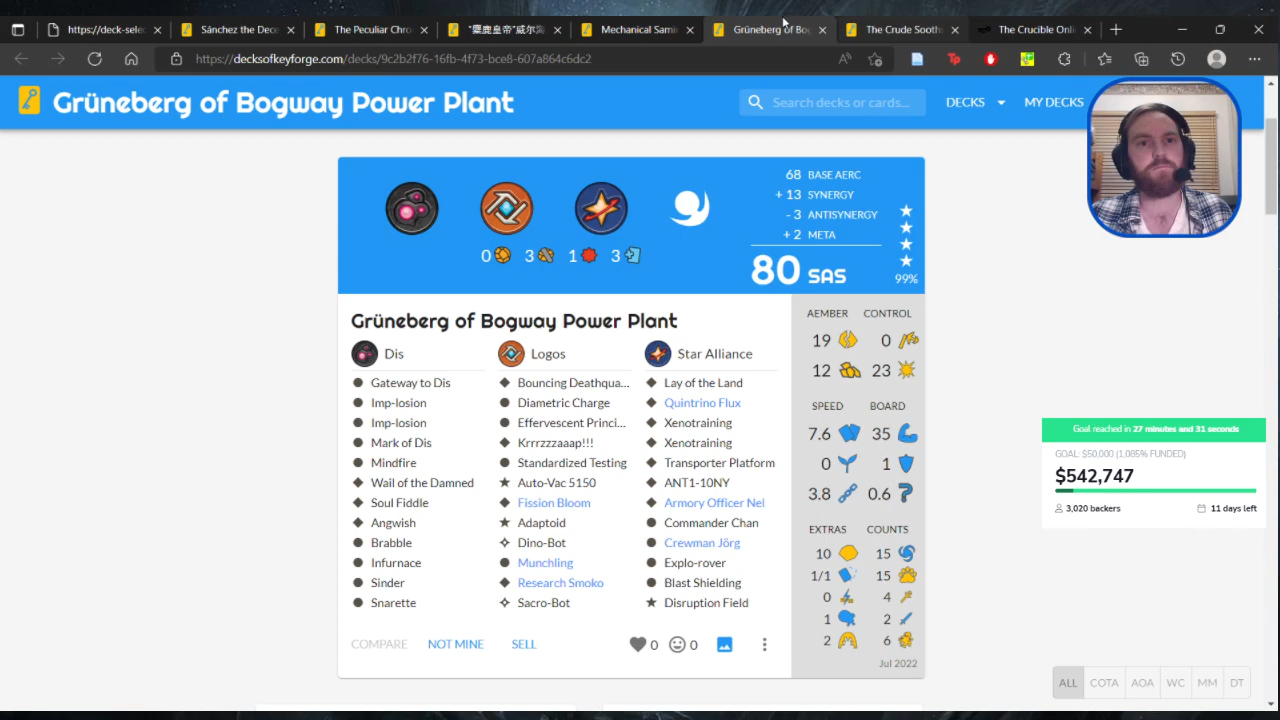 https://deck-sele
Sánchez the Dece
The Peculiar Chro
Mechanical Sami
Grüneberg of Bog
The Crude Sooth
The Crucible Onli
https://decksofkeyforge.com/decks/9c2b2f76-16fb-4f73-bce8-607a864c6dc2
Grüneberg of Bogway Power Plant
Search decks or cards...
DECKS
MY DECKS
68 BASE AERC
+ 13 SYNERGY
- 3 ANTISYNERGY
+ 2 META
80 SAS
99%
0 3 1 3
Grüneberg of Bogway Power Plant
Dis
Gateway to Dis
Imp-losion
Imp-losion
Mark of Dis
Mindfire
Wail of the Damned
Soul Fiddle
Angwish
Brabble
Infurnace
Sinder
Snarette
Logos
Bouncing Deathqua...
Diametric Charge
Effervescent Princi...
Krrrzzzaaap!!!
Standardized Testing
Auto-Vac 5150
Fission Bloom
Adaptoid
Dino-Bot
Munchling
Research Smoko
Sacro-Bot
Star Alliance
Lay of the Land
Quintrino Flux
Xenotraining
Xenotraining
Transporter Platform
ANT1-10NY
Armory Officer Nel
Commander Chan
Crewman Jörg
Explo-rover
Blast Shielding
Disruption Field
COMPARE
NOT MINE
SELL
0
0
AEMBER CONTROL
19 0
12 23
SPEED BOARD
7.6 35
0 1
3.8 0.6
EXTRAS COUNTS
10 15
1/1 15
0 4
1 2
2 6
Jul 2022
Goal reached in 27 minutes and 31 seconds
GOAL: $50,000 (1,085% FUNDED)
$542,747
3,020 backers
11 days left
ALL COTA AOA WC MM DT